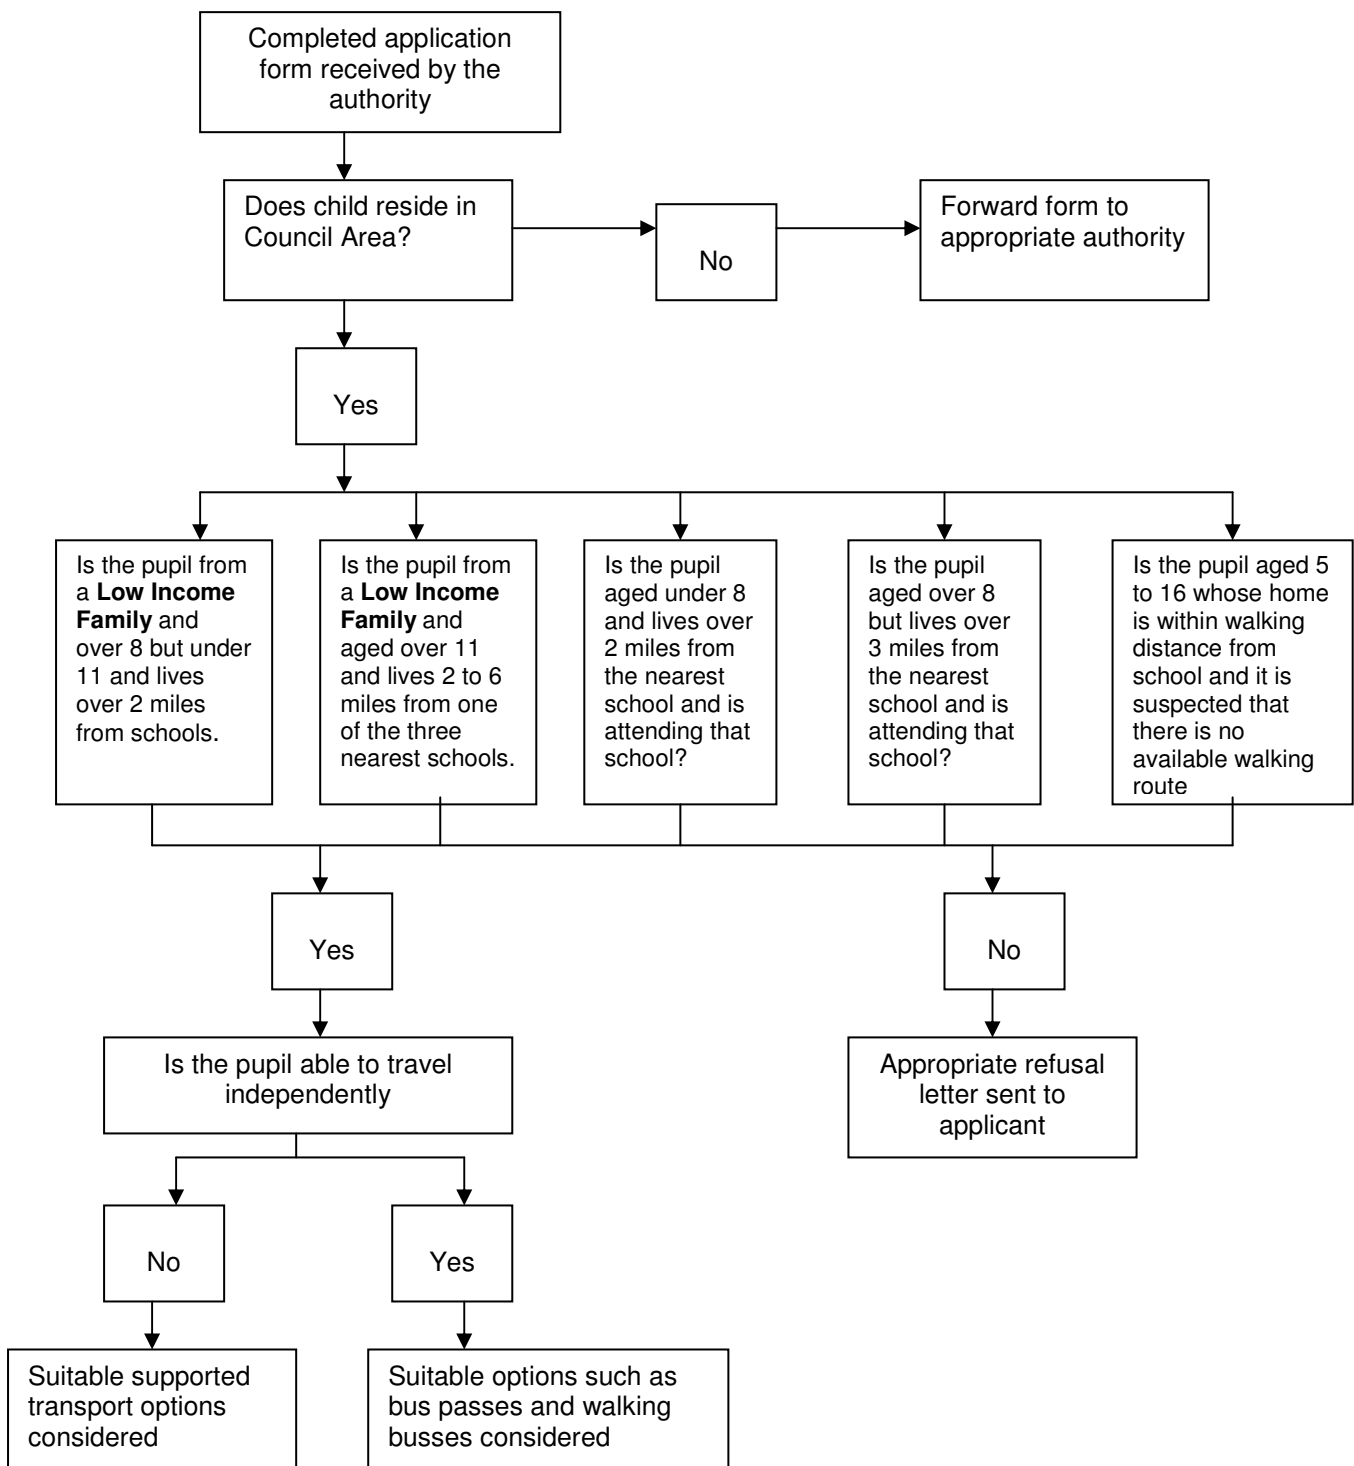 Completed application
form received by the
authority
Does child reside in
Council Area?
No
Forward form to
appropriate authority
Yes
Is the pupil from
a Low Income
Family and
over 8 but under
11 and lives
over 2 miles
from schools.
Is the pupil from
a Low Income
Family and
aged over 11
and lives 2 to 6
miles from one
of the three
nearest schools.
Is the pupil
aged under 8
and lives over
2 miles from
the nearest
school and is
attending that
school?
Is the pupil
aged over 8
but lives over
3 miles from
the nearest
school and is
attending that
school?
Is the pupil aged 5
to 16 whose home
is within walking
distance from
school and it is
suspected that
there is no
available walking
route
Yes
No
Is the pupil able to travel
independently
Appropriate refusal
letter sent to
applicant
No
Yes
Suitable supported
transport options
considered
Suitable options such as
bus passes and walking
busses considered